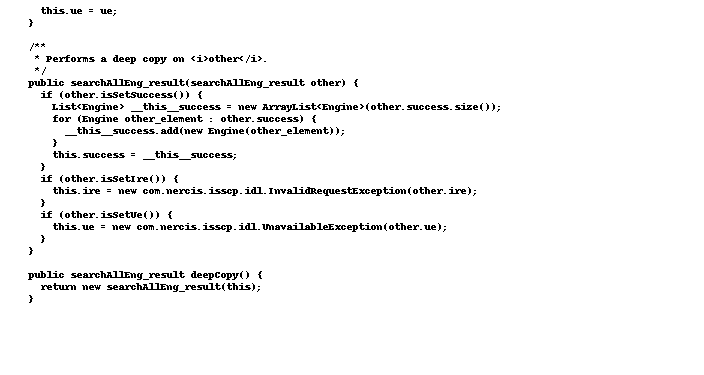 this.ue = ue;
}
/**
* Performs a deep copy on <i>other</i>.
*/
public searchAllEng_result(searchAllEng_result other) {
if (other.isSetSuccess()) {
List<Engine> __this__success = new ArrayList<Engine>(other.success.size());
for (Engine other_element : other.success) {
__this__success.add(new Engine(other_element));
}
this.success = __this__success;
}
if (other.isSetIre()) {
this.ire = new com.nercis.isscp.idl.InvalidRequestException(other.ire);
}
if (other.isSetUe()) {
this.ue = new com.nercis.isscp.idl.UnavailableException(other.ue);
}
}
public searchAllEng_result deepCopy() {
return new searchAllEng_result(this);
}